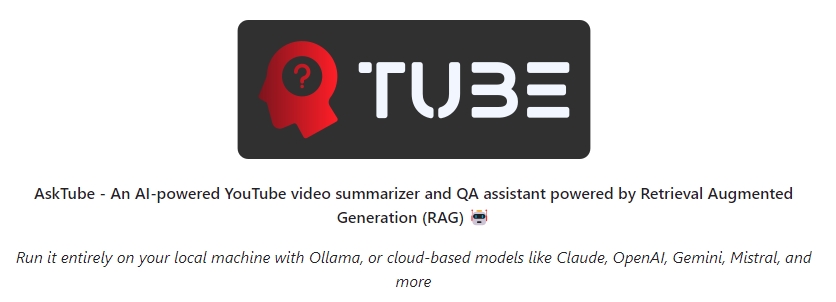 ?
TUBE
AskTube - An AI-powered YouTube video summarizer and QA assistant powered by Retrieval Augmented
Generation (RAG) 🤖
Run it entirely on your local machine with Ollama, or cloud-based models like Claude, OpenAI, Gemini, Mistral, and
more